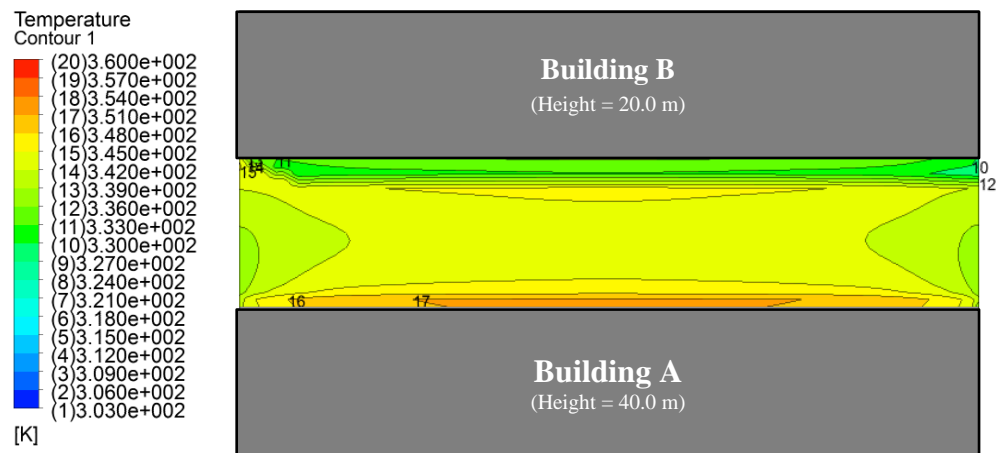 Temperature
Contour 1
(20)3.600e+002
(19)3.570e+002
(18)3.540e+002
(17)3.510e+002
(16)3.480e+002
(15)3.450e+002
(14)3.420e+002
(13)3.390e+002
(12)3.360e+002
(11)3.330e+002
(10)3.300e+002
(9)3.270e+002
(8)3.240e+002
(7)3.210e+002
(6)3.180e+002
(5)3.150e+002
(4)3.120e+002
(3)3.090e+002
(2)3.060e+002
(1)3.030e+002
[K]
Building B
(Height = 20.0 m)
11
14
15
10
12
16
17
Building A
(Height = 40.0 m)